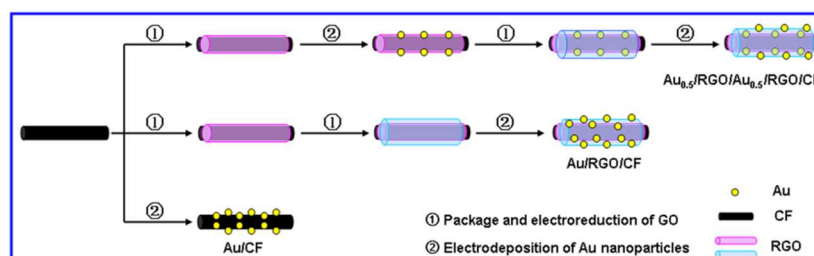 ① ② ① ②
Au0.5/RGO/Au0.5/RGO/CF
① ① ②
Au/RGO/CF
②
Au/CF
Au
① Package and electroreduction of GO
CF
② Electrodeposition of Au nanoparticles
RGO